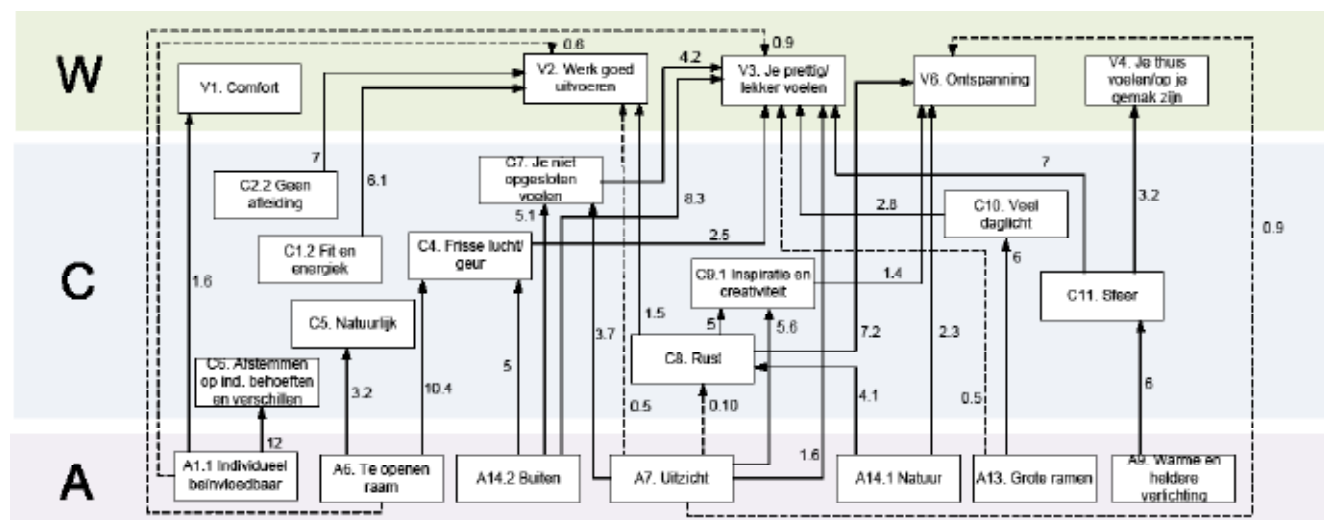 W
V1. Comfort
0.6
V2. Werk goed
uitvoeren
4.2
0.9
V3. Je prettig/
lekker voelen
V6. Ontspanning
V4. Je thuis
voelen/op je
gemak zijn
C
7
C2.2 Geen
afleiding
6.1
C1.2 Fit en
energiek
C7. Je niet
opgesloten
voelen
5.1
8.3
7
3.2
2.8
C10. Veel
daglicht
0.9
C4. Frisse lucht/
geur
2.5
C9.1 Inspiratie en
creativiteit
1.4
6
C11. Sfeer
1.6
C5. Natuurlijk
1.5
5
5.6
3.7
7.2
2.3
C8. Rust
C6. Afstemmen
op ind. behoeften
en verschillen
3.2
10.4
5
0.5
0.10
4.1
0.5
6
12
1.6
A
A1.1 Individueel
beïnvloedbaar
A6. Te openen
raam
A14.2 Buiten
A7. Uitzicht
A14.1 Natuur
A13. Grote ramen
A9. Warme en
heldere
verlichting